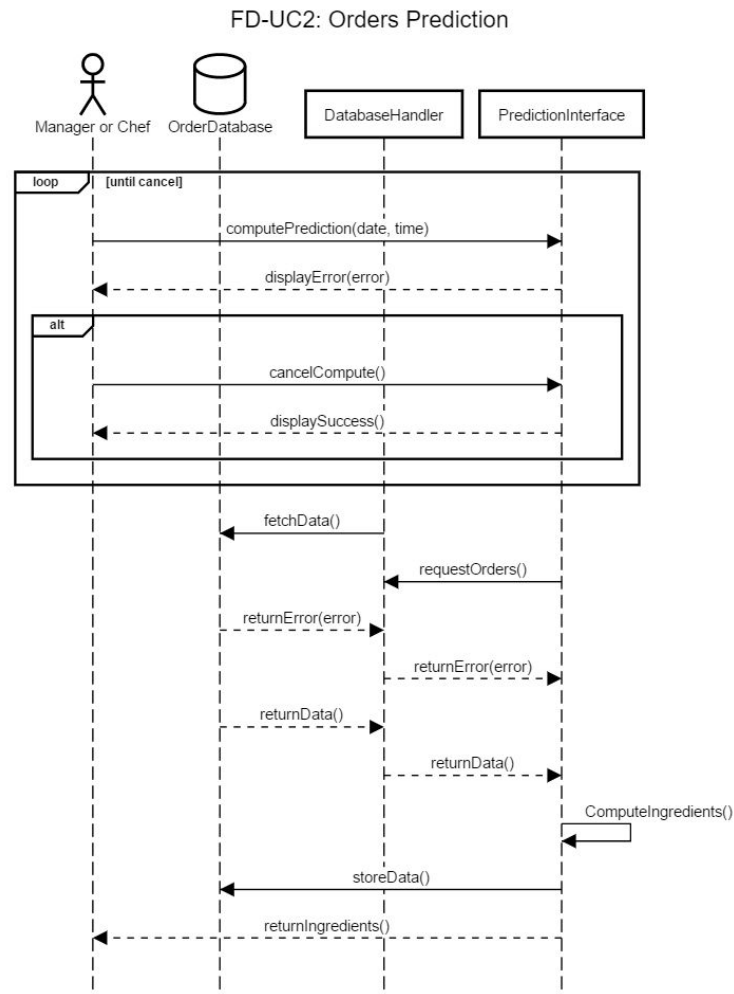 FD-UC2: Orders Prediction
Manager or Chef
OrderDatabase
DatabaseHandler
PredictionInterface
loop
[until cancel]
computePrediction(date, time)
displayError(error)
alt
cancelCompute()
displaySuccess()
fetchData()
requestOrders()
returnError(error)
returnError(error)
returnData()
returnData()
ComputeIngredients()
storeData()
returnIngredients()